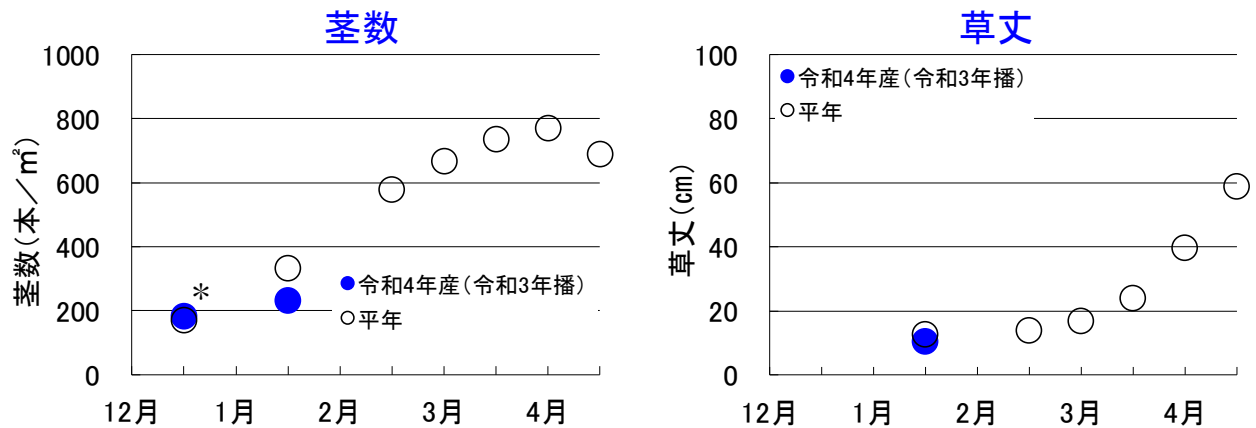 茎数
茎数(本／㎡)
1000
800
600
400
200
0
＊
●令和4年産(令和3年播)
○平年
12月 1月 2月 3月 4月
草丈
草丈(cm)
100
80
60
40
20
0
●令和4年産(令和3年播)
○平年
12月 1月 2月 3月 4月